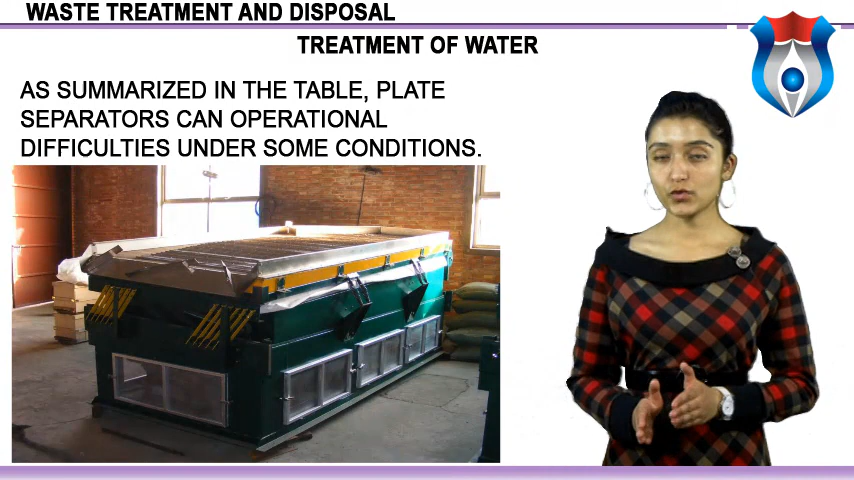 WASTE TREATMENT AND DISPOSAL
TREATMENT OF WATER
AS SUMMARIZED IN THE TABLE, PLATE
SEPARATORS CAN OPERATIONAL
DIFFICULTIES UNDER SOME CONDITIONS.